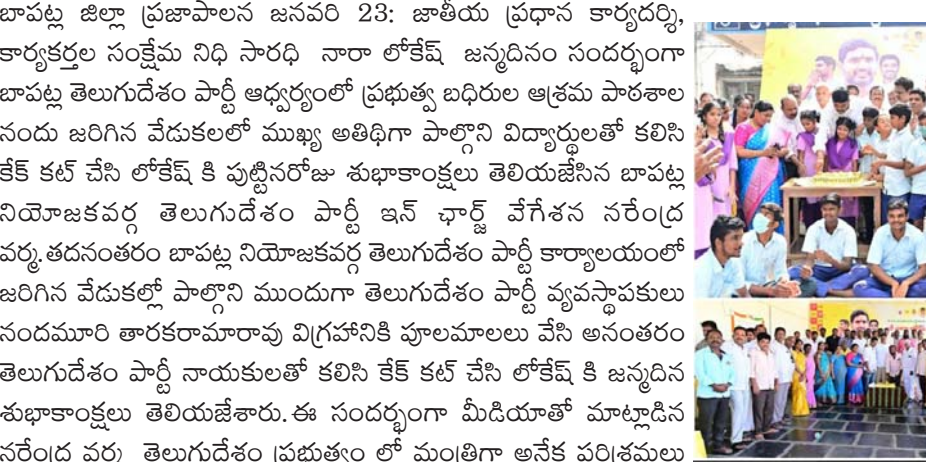 బాపట్ల జిల్లా ప్రజాపాలన జనవరి 23: జాతీయ ప్రధాన కార్యదర్శి,
కార్యకర్తల సంక్షేమ నిధి సారధి నారా లోకేష్ జన్మదినం సందర్భంగా
బాపట్ల తెలుగుదేశం పార్టీ ఆధ్వర్యంలో ప్రభుత్వ బధిరుల ఆశ్రమ పాఠశాల
నందు జరిగిన వేడుకలలో ముఖ్య అతిథిగా పాల్గొని విద్యార్థులతో కలిసి
కేక్ కట్ చేసి లోకేష్ కి పుట్టినరోజు శుభాకాంక్షలు తెలియజేసిన బాపట్ల
నియోజకవర్గ తెలుగుదేశం పార్టీ ఇన్ ఛార్జ్ వేగేశన నరేంద్ర
వర్మ.తదనంతరం బాపట్ల నియోజకవర్గ తెలుగుదేశం పార్టీ కార్యాలయంలో
జరిగిన వేడుకల్లో పాల్గొని ముందుగా తెలుగుదేశం పార్టీ వ్యవస్థాపకులు
నందమూరి తారకరామారావు విగ్రహానికి పూలమాలలు వేసి అనంతరం
తెలుగుదేశం పార్టీ నాయకులతో కలిసి కేక్ కట్ చేసి లోకేష్ కి జన్మదిన
శుభాకాంక్షలు తెలియజేశారు.ఈ సందర్భంగా మీడియాతో మాట్లాడిన
నరేంద్ర వర్మ తెలుగుదేశం ప్రభుత్వం లో మంత్రిగా అనేక పరిశ్రమలు